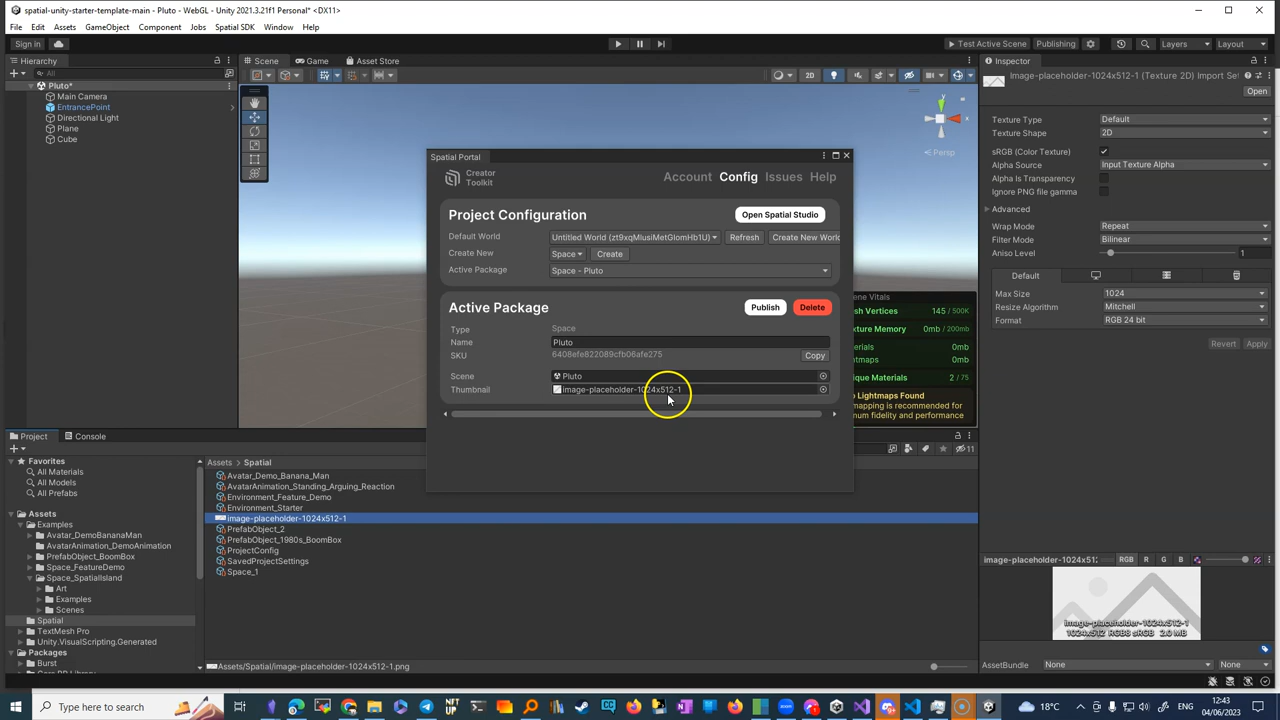 spatial-unity-starter-template-main - Pluto - WebGL - Unity 2021.3.21f1 Personal* <DX11>
File Edit Assets GameObject Component Jobs Spatial SDK Window Help
Sign in
Test Active Scene Publishing Layers Layout
Hierarchy
All
Pluto*
Main Camera
EntrancePoint
Directional Light
Plane
Cube
Scene Game Asset Store
2D
y
x
Persp
Spatial Portal
Creator
Toolkit
Account Config Issues Help
Project Configuration
Open Spatial Studio
Default World Untitled World (zt9xqMlusiMetGIomHb1U) Refresh Create New World
Create New Space Create
Active Package Space - Pluto
Active Package
Publish Delete
Type Space
Name Pluto
SKU 6408efe822089cfb06afe275 Copy
Scene Pluto
Thumbnail image-placeholder-1024x512-1
ene Vitals
sh Vertices 145 / 500K
xture Memory 0mb / 200mb
terials 0mb
htmaps 0mb
ique Materials 2 / 75
o Lightmaps Found
mapping is recommended for
mum fidelity and performance
Inspector
Image-placeholder-1024x512-1 (Texture 2D) Import Se
Open
Texture Type Default
Texture Shape 2D
sRGB (Color Texture)
Alpha Source Input Texture Alpha
Alpha Is Transparency
Ignore PNG file gamma
Advanced
Wrap Mode Repeat
Filter Mode Bilinear
Aniso Level 1
Default
Max Size 1024
Resize Algorithm Mitchell
Format RGB 24 bit
Revert Apply
Project Console
11
Favorites
All Materials
All Models
All Prefabs
Assets
Examples
Avatar_DemoBananaMan
AvatarAnimation_DemoAnimation
PrefabObject_BoomBox
Space_FeatureDemo
Space_SpatialIsland
Art
Examples
Scenes
Spatial
TextMesh Pro
Unity.VisualScripting.Generated
Packages
Burst
Assets > Spatial
Avatar_Demo_Banana_Man
AvatarAnimation_Standing_Arguing_Reaction
Environment_Feature_Demo
Environment_Starter
image-placeholder-1024x512-1
PrefabObject_2
PrefabObject_1980s_BoomBox
ProjectConfig
SavedProjectSettings
Space_1
Assets/Spatial/image-placeholder-1024x512-1.png
image-placeholder-1024x512 RGB R G B
image-placeholder-1024x512-1
1024x512 RGB8 sRGB 2.0 MB
AssetBundle None None
Type here to search
18°C
12:43
04/06/2023